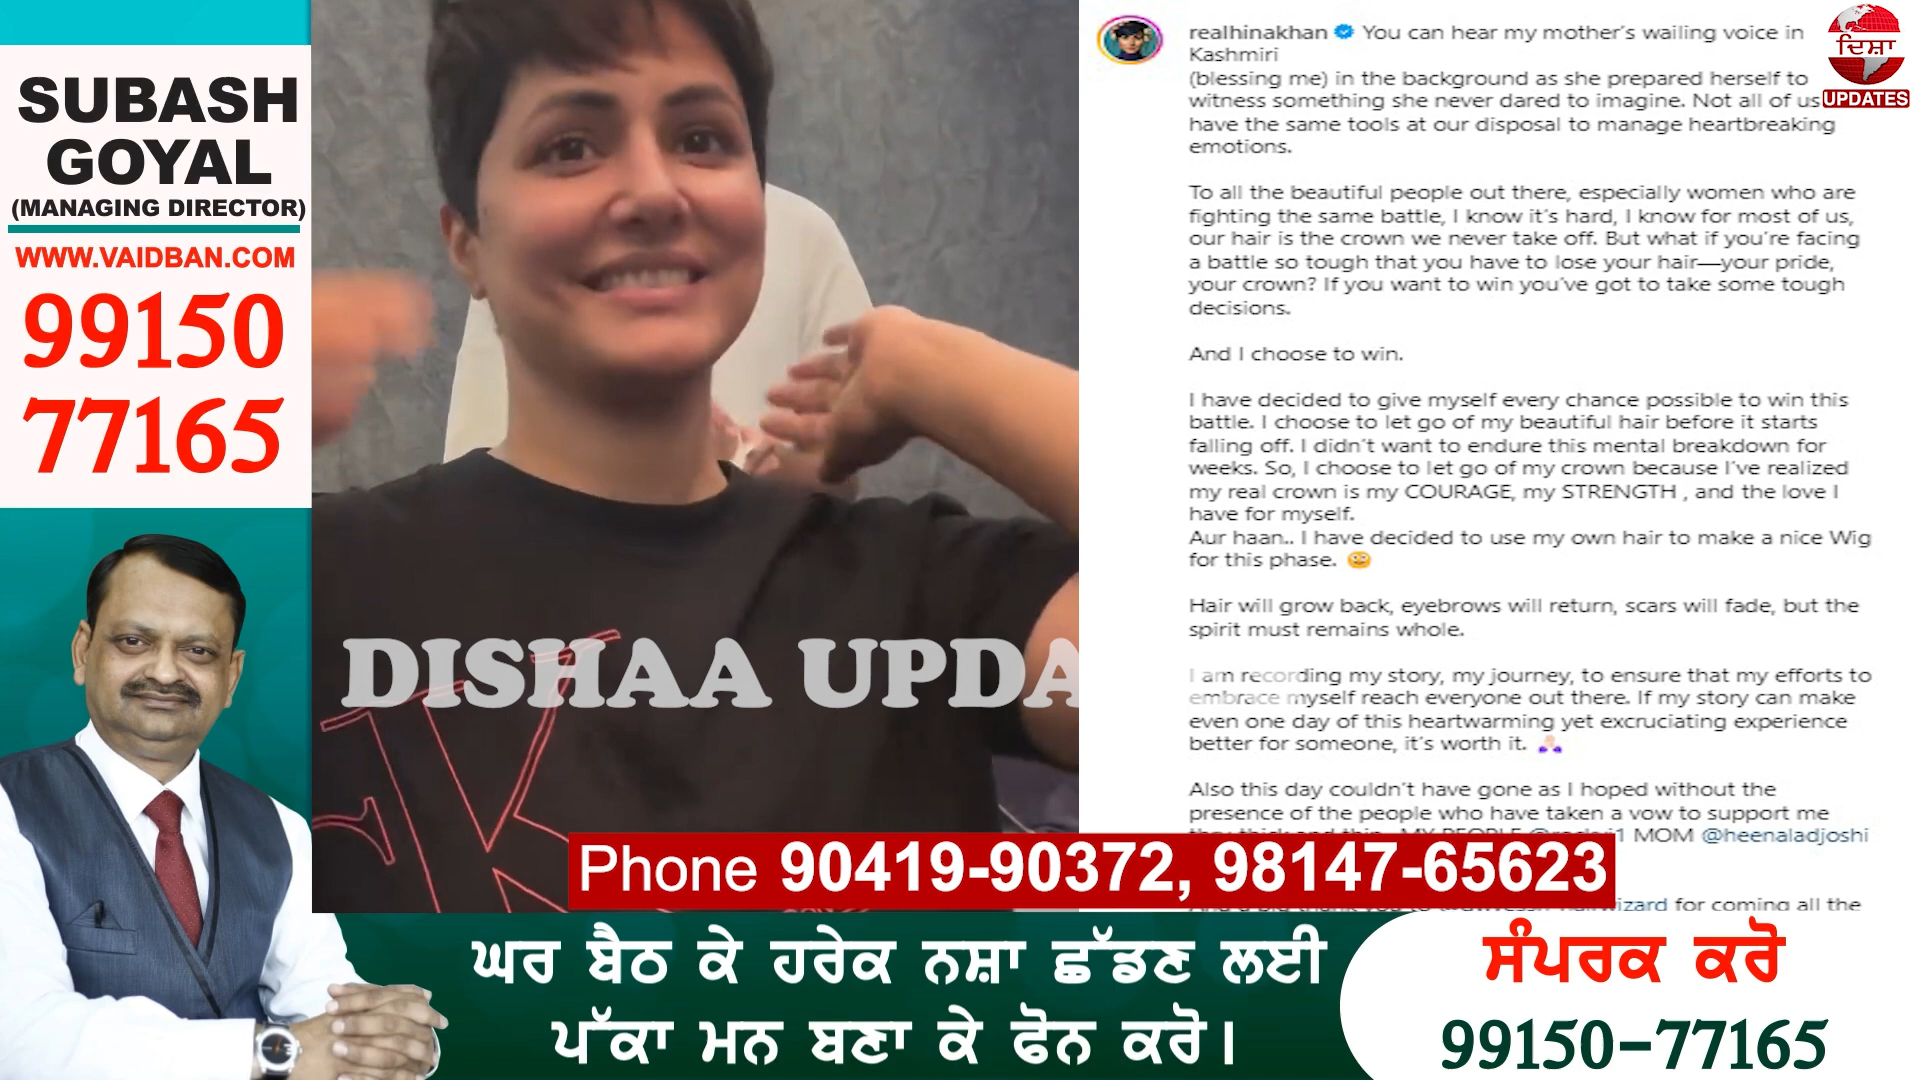 SUBASH
GOYAL
(MANAGING DIRECTOR)
WWW.VAIDBAN.COM
99150
77165
realhinakhan You can hear my mother's wailing voice in
Kashmiri
(blessing me) in the background as she prepared herself to
witness something she never dared to imagine. Not all of us
have the same tools at our disposal to manage heartbreaking
emotions.
To all the beautiful people out there, especially women who are
fighting the same battle, I know it's hard, I know for most of us,
our hair is the crown we never take off. But what if you're facing
a battle so tough that you have to lose your hair—your pride,
your crown? If you want to win you've got to take some tough
decisions.
And I choose to win.
I have decided to give myself every chance possible to win this
battle. I choose to let go of my beautiful hair before it starts
falling off. I didn't want to endure this mental breakdown for
weeks. So, I choose to let go of my crown because I've realized
my real crown is my COURAGE, my STRENGTH , and the love I
have for myself.
Aur haan.. I have decided to use my own hair to make a nice Wig
for this phase. 🥹
Hair will grow back, eyebrows will return, scars will fade, but the
spirit must remains whole.
I am recording my story, my journey, to ensure that my efforts to
embrace myself reach everyone out there. If my story can make
even one day of this heartwarming yet excruciating experience
better for someone, it's worth it. 🙏🏻
Also this day couldn't have gone as I hoped without the
presence of the people who have taken a vow to support me
MOM @heenaladjoshi
for coming all the
ਦਿਸ਼ਾ
UPDATES
DISHAA UPDA
Phone 90419-90372, 98147-65623
ਘਰ ਬੈਠ ਕੇ ਹਰੇਕ ਨਸ਼ਾ ਛੱਡਣ ਲਈ
ਪੱਕਾ ਮਨ ਬਣਾ ਕੇ ਫੋਨ ਕਰੋ।
ਸੰਪਰਕ ਕਰੋ
99150-77165